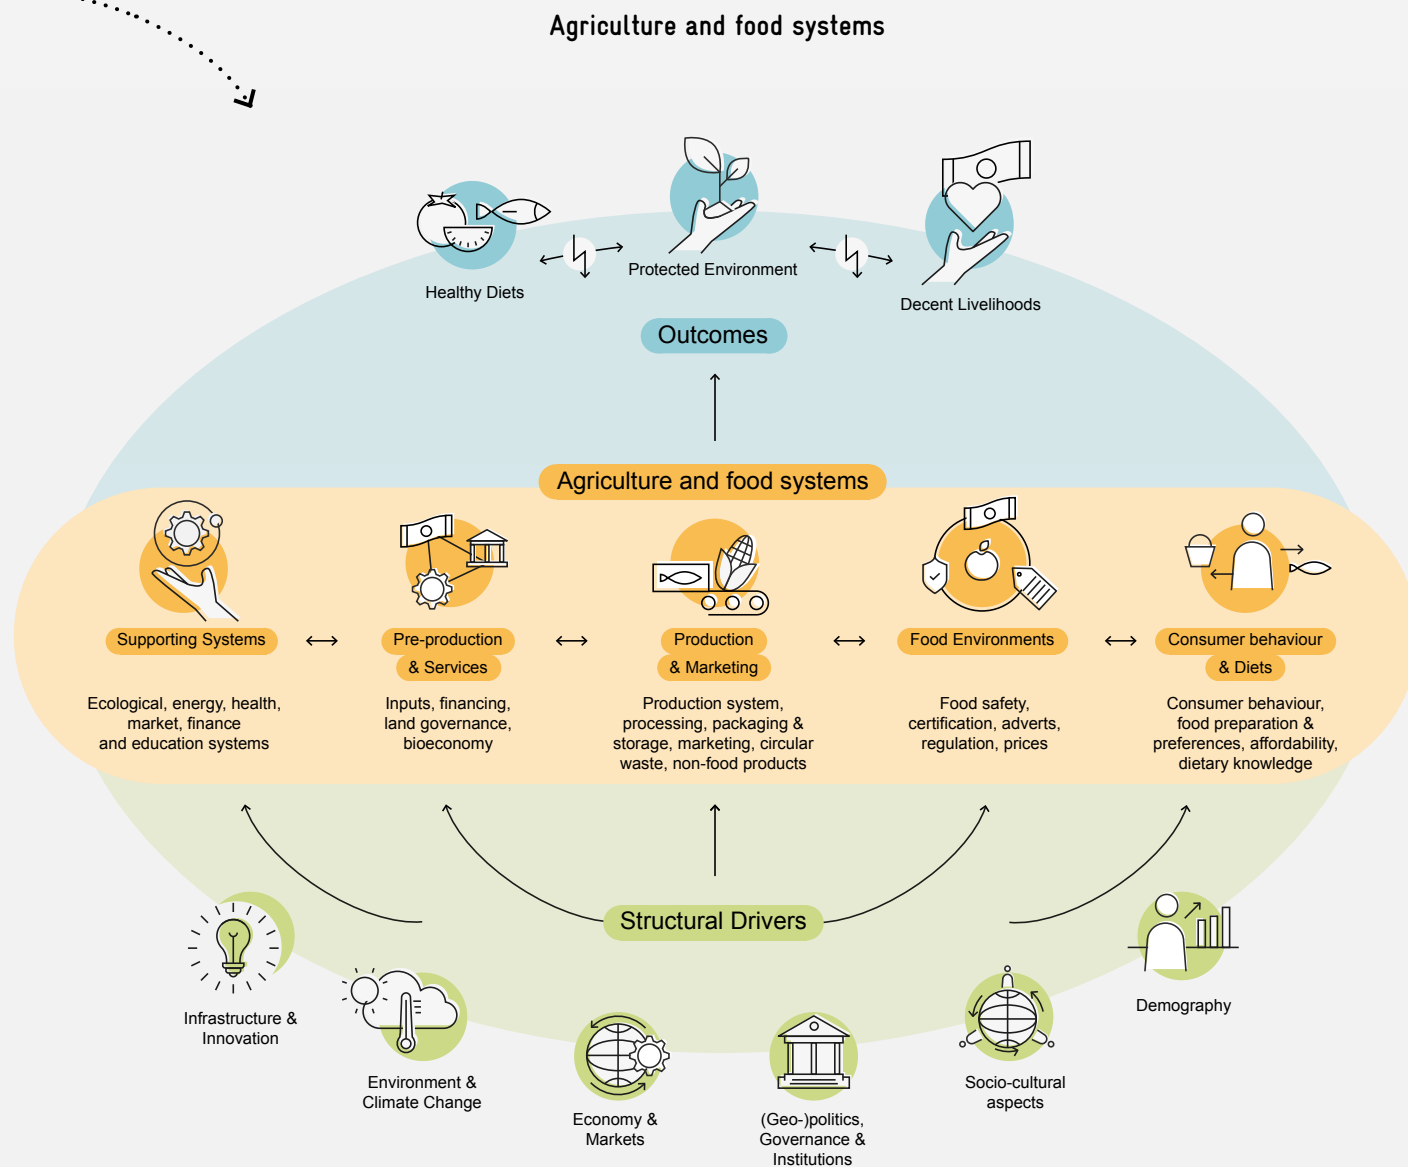 Agriculture and food systems
Healthy Diets
Protected Environment
Decent Livelihoods
Outcomes
Agriculture and food systems
Supporting Systems
Ecological, energy, health,
market, finance
and education systems
Pre-production
& Services
Inputs, financing,
land governance,
bioeconomy
Production
& Marketing
Production system,
processing, packaging &
storage, marketing, circular
waste, non-food products
Food Environments
Food safety,
certification, adverts,
regulation, prices
Consumer behaviour
& Diets
Consumer behaviour,
food preparation &
preferences, affordability,
dietary knowledge
Structural Drivers
Infrastructure &
Innovation
Environment &
Climate Change
Economy &
Markets
(Geo-)politics,
Governance &
Institutions
Socio-cultural
aspects
Demography